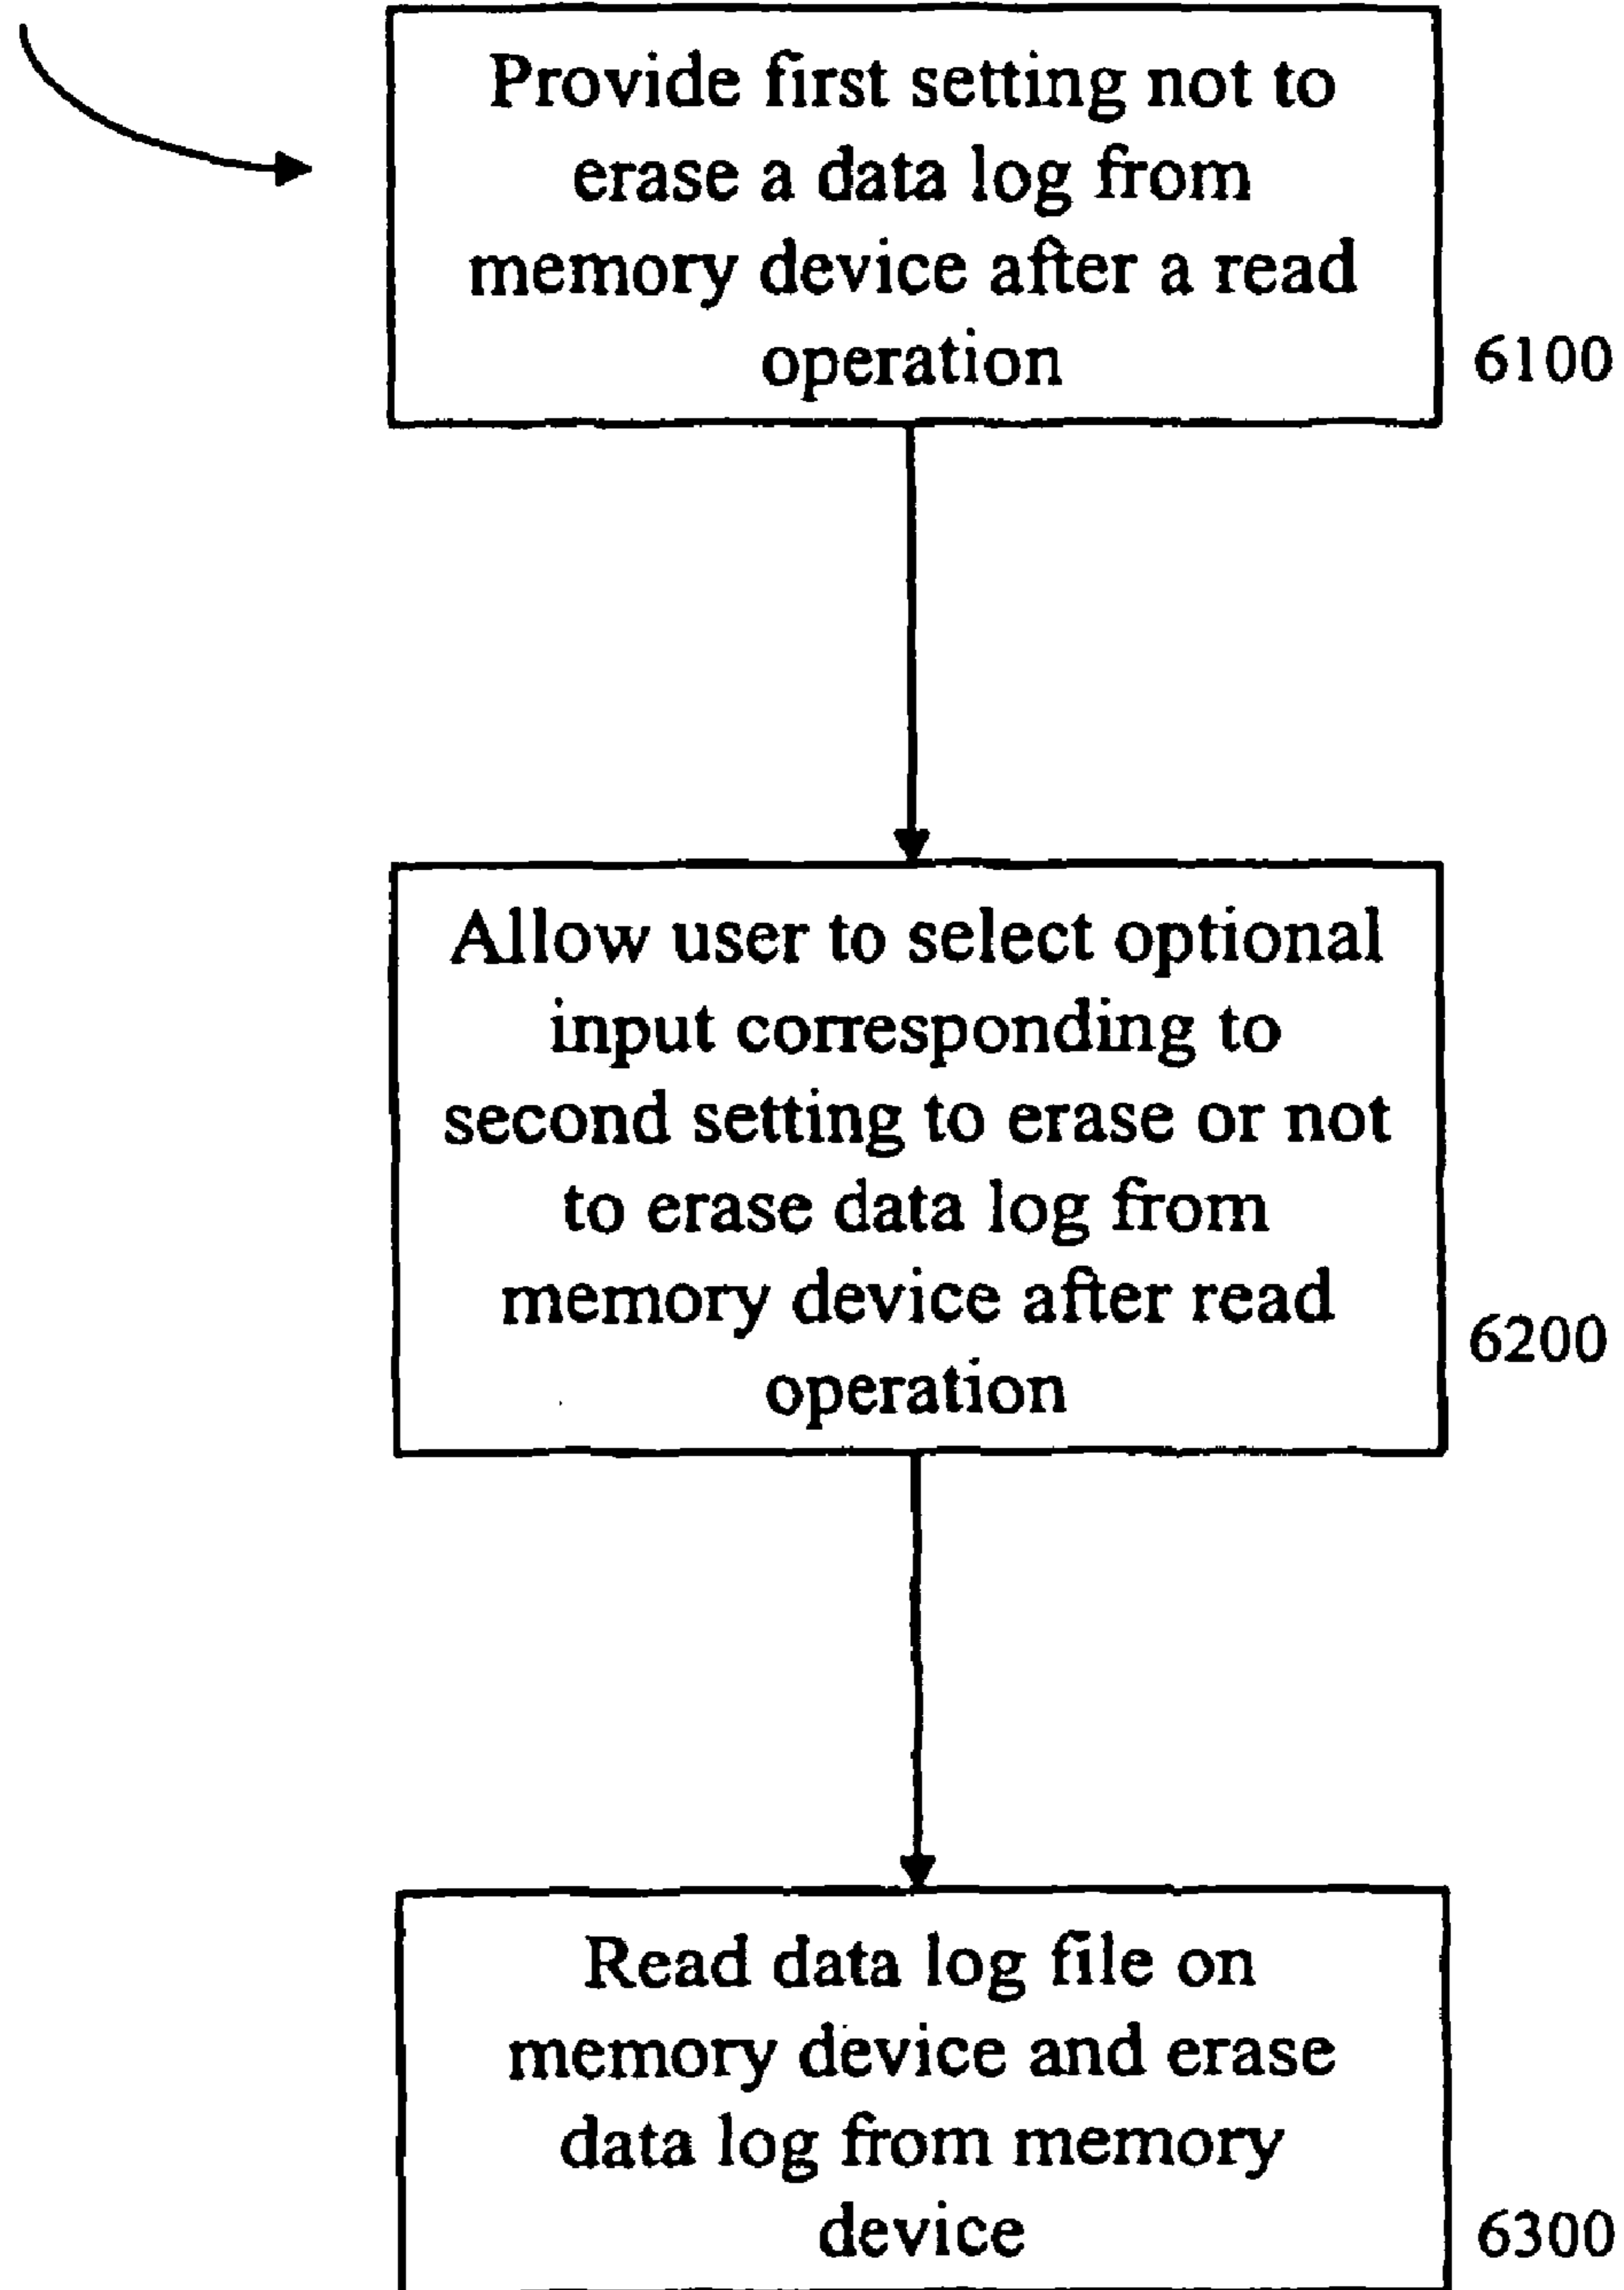 Provide first setting not to
erase a data log from
memory device after a read
operation
6100
Allow user to select optional
input corresponding to
second setting to erase or not
to erase data log from
memory device after read
operation
6200
Read data log file on
memory device and erase
data log from memory
device
6300